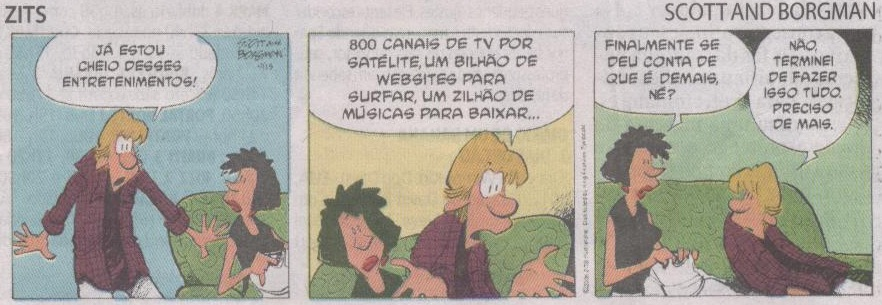 ZITS
SCOTT AND BORGMAN
JÁ ESTOU
CHEIO DESSES
ENTRETENIMENTOS!
800 CANAIS DE TV POR
SATÉLITE, UM BILHÃO DE
WEBSITES PARA
SURFAR, UM ZILHÃO DE
MÚSICAS PARA BAIXAR...
FINALMENTE SE
DEU CONTA DE
QUE É DEMAIS,
NÉ?
NÃO,
TERMINEI
DE FAZER
ISSO TUDO.
PRECISO
DE MAIS.